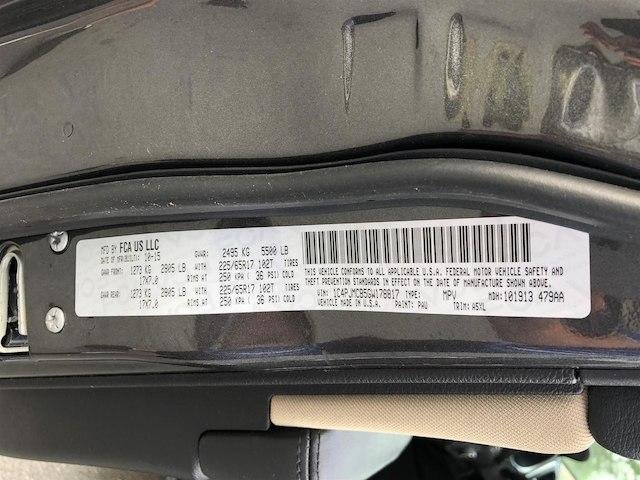 MFD BY FCA US LLC
DATE OF MFR 10-15 GVWR: 2495 KG 5500 LB
GAWR FRONT: 1273 KG 2805 LB WITH 225/65R17 102T TIRES
17X7.0 RIMS AT 250 KPA ( 36 PSI COLD)
GAWR REAR: 1273 KG 2805 LB WITH 225/65R17 102T TIRES
17X7.0 RIMS AT 250 KPA ( 36 PSI COLD)
THIS VEHICLE CONFORMS TO ALL APPLICABLE U.S.A. FEDERAL MOTOR VEHICLE SAFETY AND
THEFT PREVENTION STANDARDS IN EFFECT ON THE DATE OF MANUFACTURE SHOWN ABOVE.
VIN: 1C4PJMCB5GW178817 TYPE: MPV MDH: 101913 479AA
VEHICLE MADE IN U.S.A. PAINT: PAU TRIM: A5XL